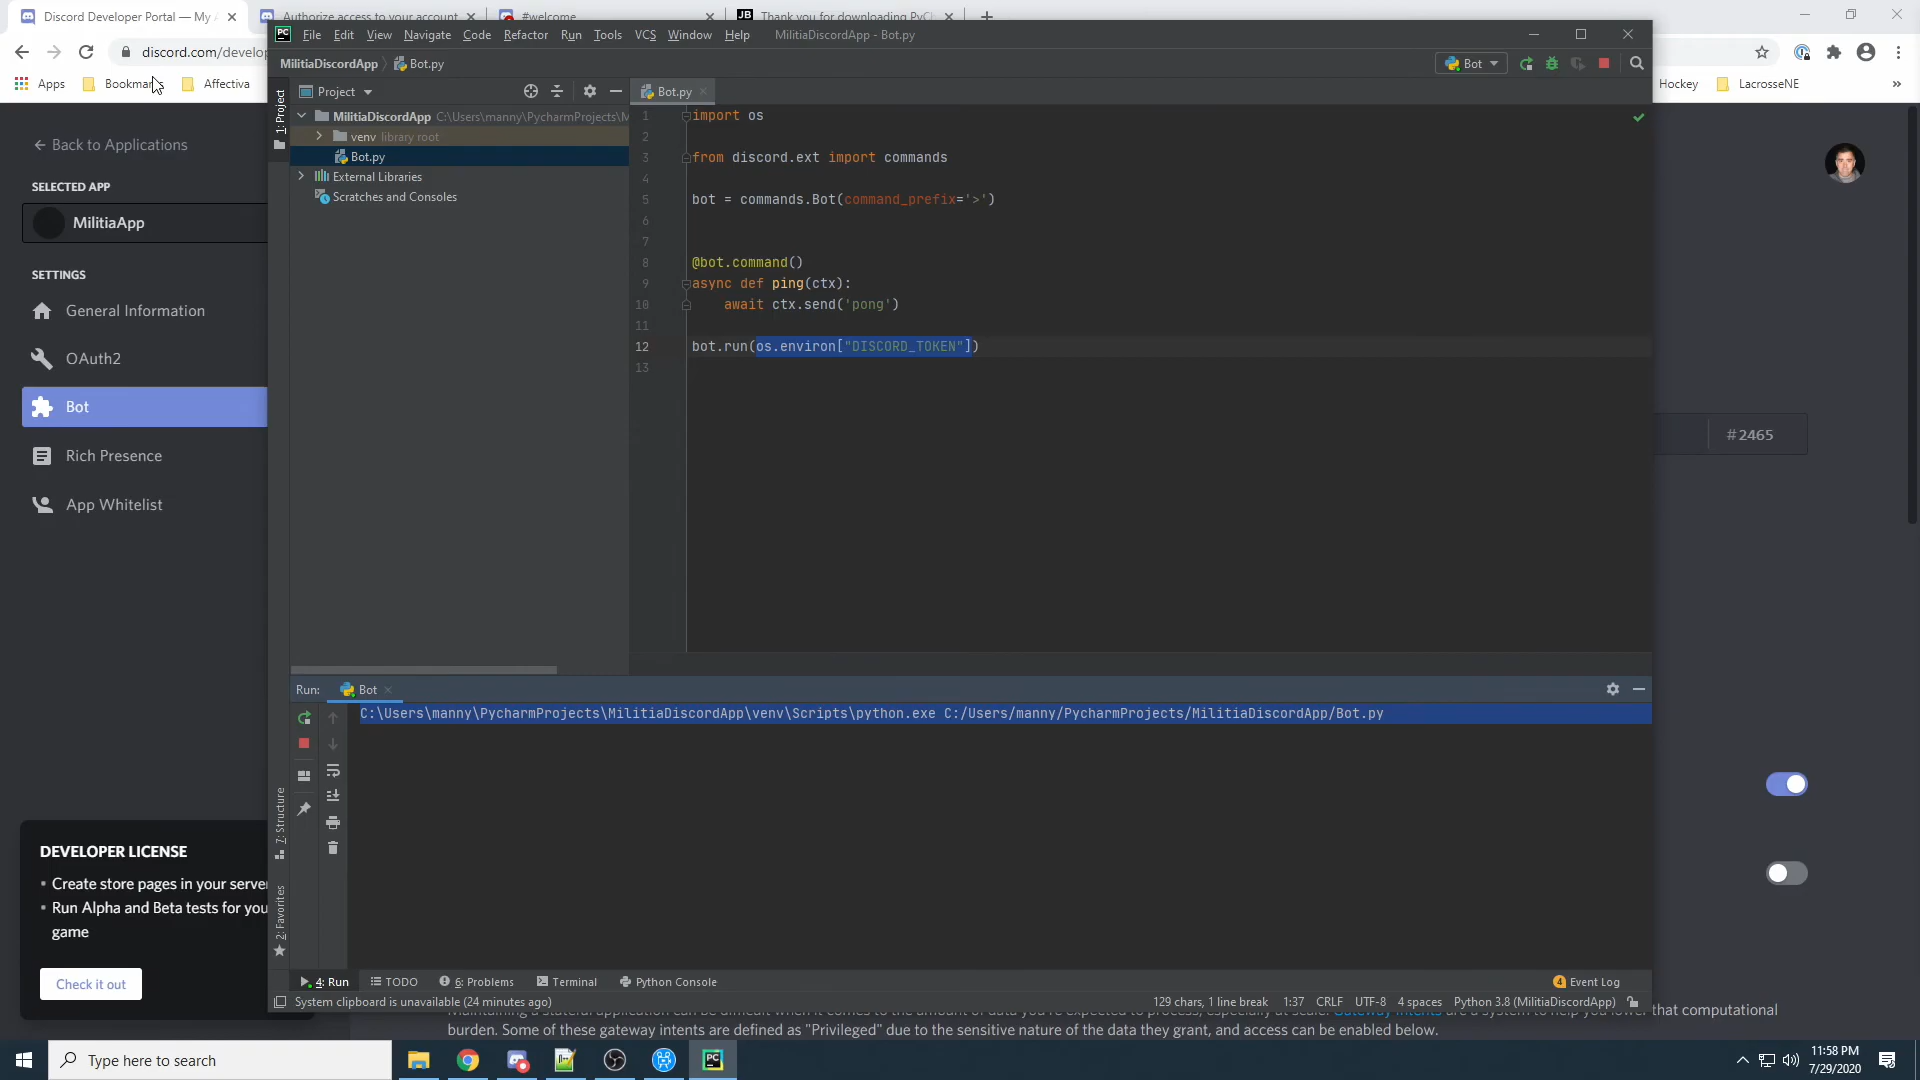 Discord Developer Portal — My A
Authorize access to your account
#welcome
Thank you for downloading PyCh
discord.com/develop
Apps
Bookmarks
Affectiva
Hockey
LacrosseNE
»
File Edit View Navigate Code Refactor Run Tools VCS Window Help MilitiaDiscordApp - Bot.py
MilitiaDiscordApp Bot.py
Bot
1: Project
Project
Bot.py
MilitiaDiscordApp C:\Users\manny\PycharmProjects\M
venv library root
Bot.py
External Libraries
Scratches and Consoles
1 import os
2
3 from discord.ext import commands
4
5 bot = commands.Bot(command_prefix='>')
6
7
8 @bot.command()
9 async def ping(ctx):
10 await ctx.send('pong')
11
12 bot.run(os.environ["DISCORD_TOKEN"])
13
← Back to Applications
SELECTED APP
MilitiaApp
SETTINGS
General Information
OAuth2
Bot
Rich Presence
App Whitelist
#2465
DEVELOPER LICENSE
▪ Create store pages in your server
▪ Run Alpha and Beta tests for you
game
Check it out
Run: Bot
C:\Users\manny\PycharmProjects\MilitiaDiscordApp\venv\Scripts\python.exe C:/Users/manny/PycharmProjects/MilitiaDiscordApp/Bot.py
7: Structure
2: Favorites
4: Run TODO 6: Problems Terminal Python Console
4 Event Log
System clipboard is unavailable (24 minutes ago)
129 chars, 1 line break 1:37 CRLF UTF-8 4 spaces Python 3.8 (MilitiaDiscordApp)
Maintaining a stateful application can be difficult when it comes to the amount of data you're expected to process, especially at scale. Gateway Intents are a system to help you lower that computational
burden. Some of these gateway intents are defined as "Privileged" due to the sensitive nature of the data they grant, and access can be enabled below.
Type here to search
11:58 PM
7/29/2020